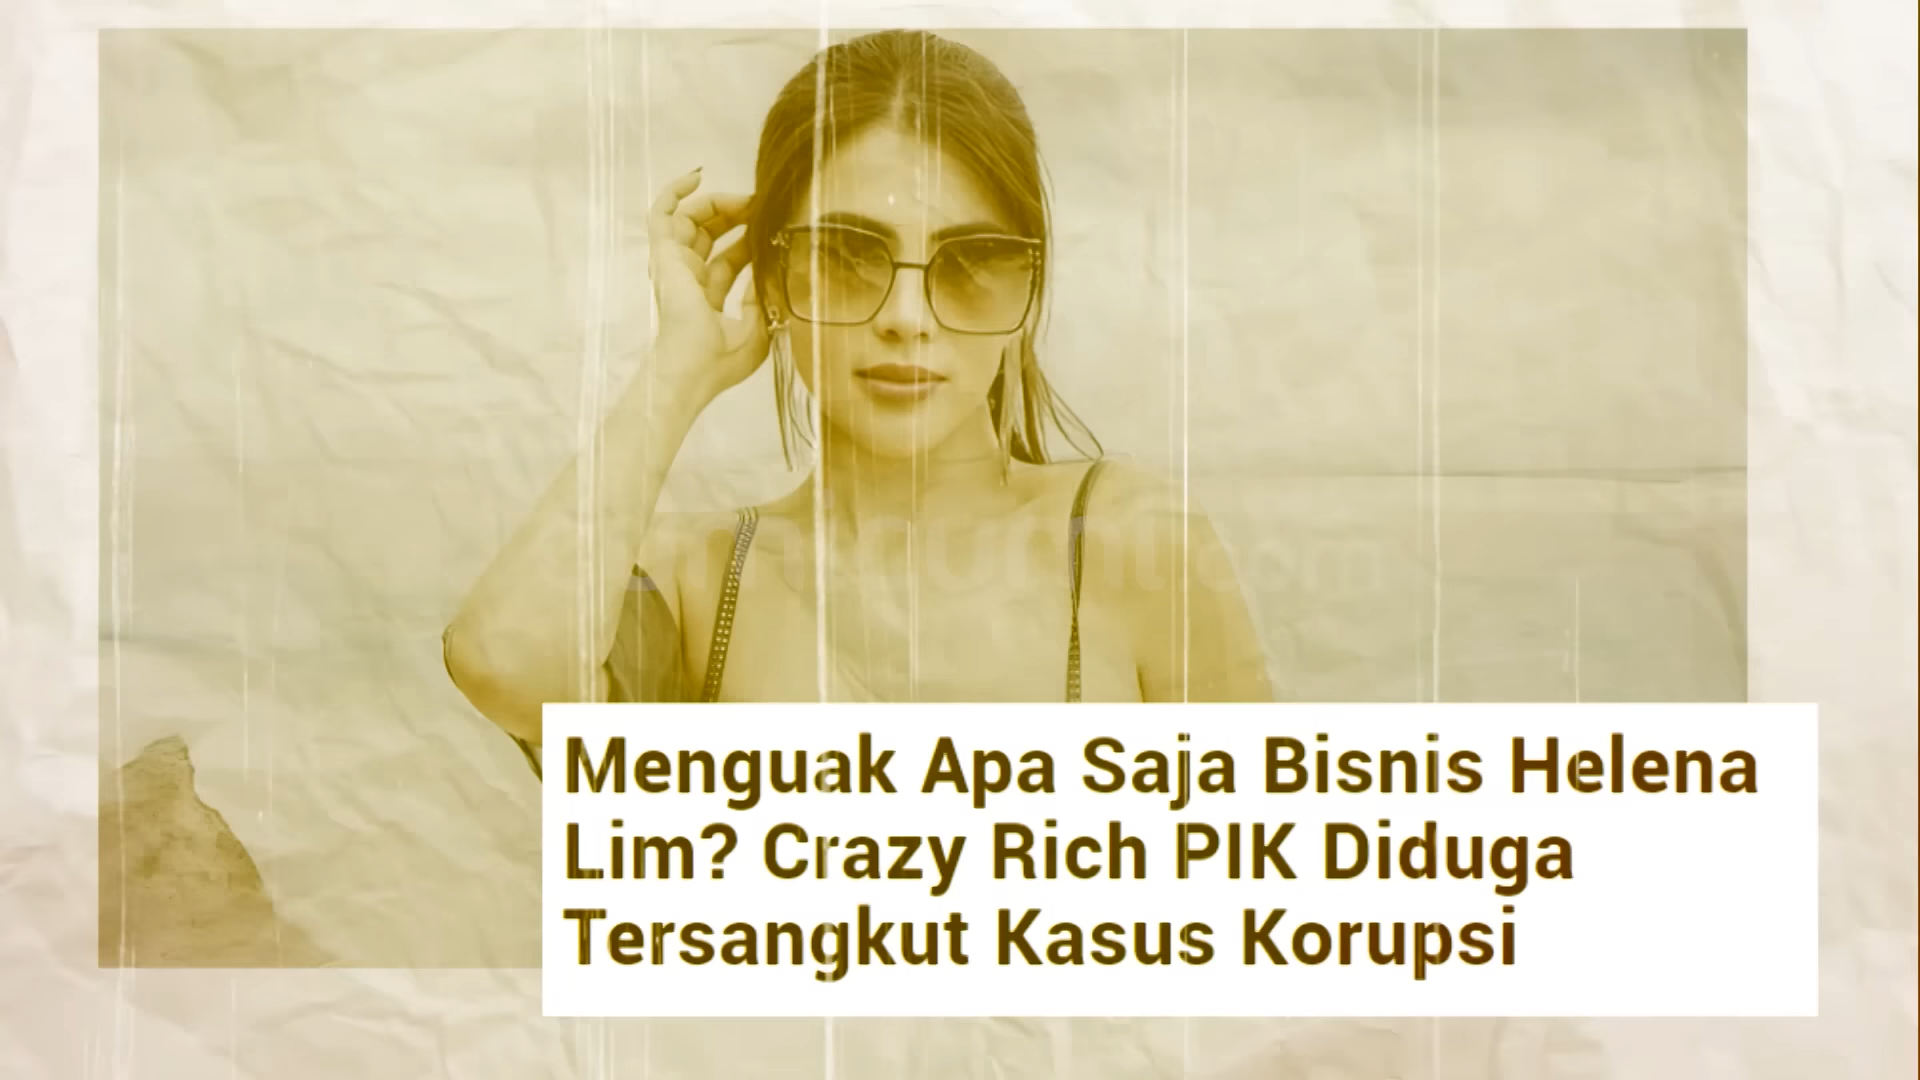 Menguak Apa Saja Bisnis Helena
Lim? Crazy Rich PIK Diduga
Tersangkut Kasus Korupsi